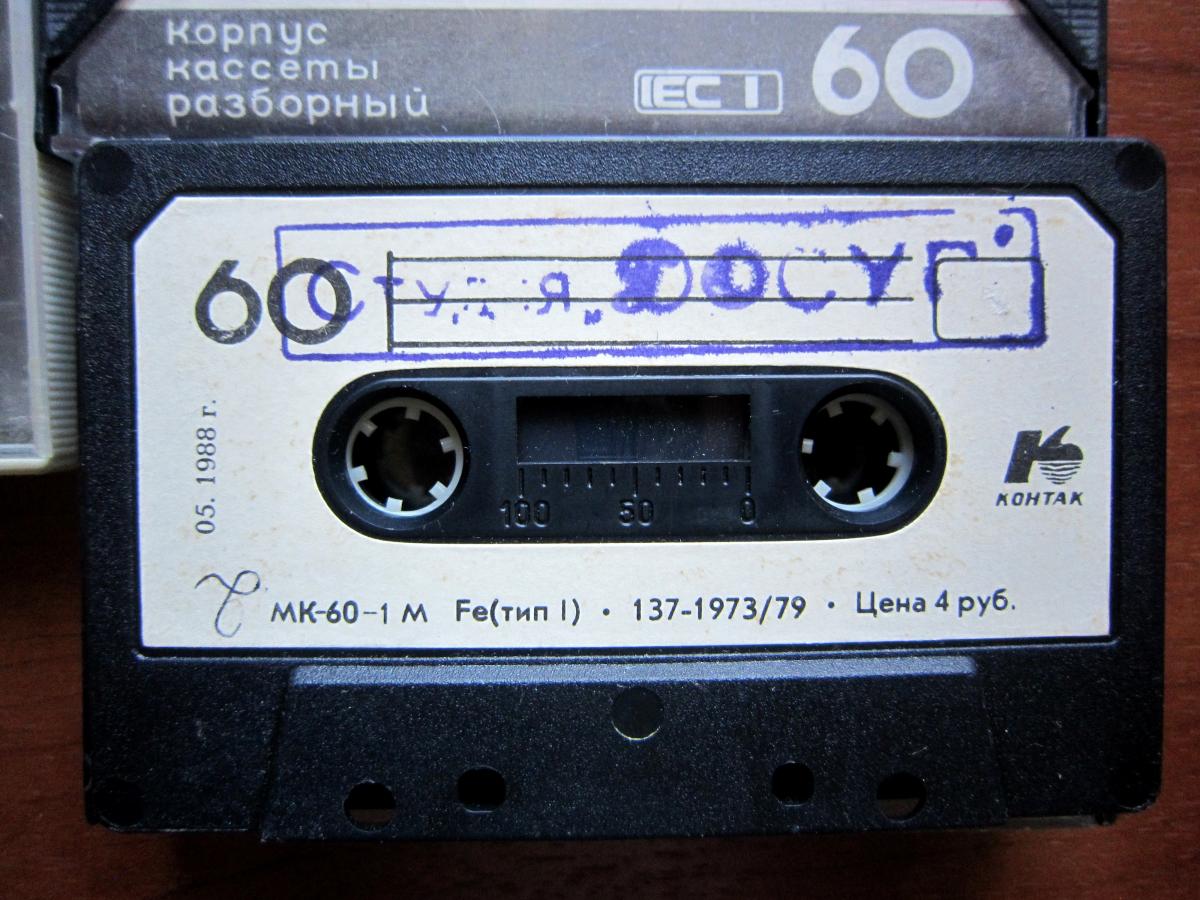 корпус
кассеты
разборный
IEC I 60
60 Студия „ДОСУГ"
05. 1988 г.
100 50 0
КОНТАК
МК-60-1 М Fe(тип I) • 137-1973/79 • Цена 4 руб.